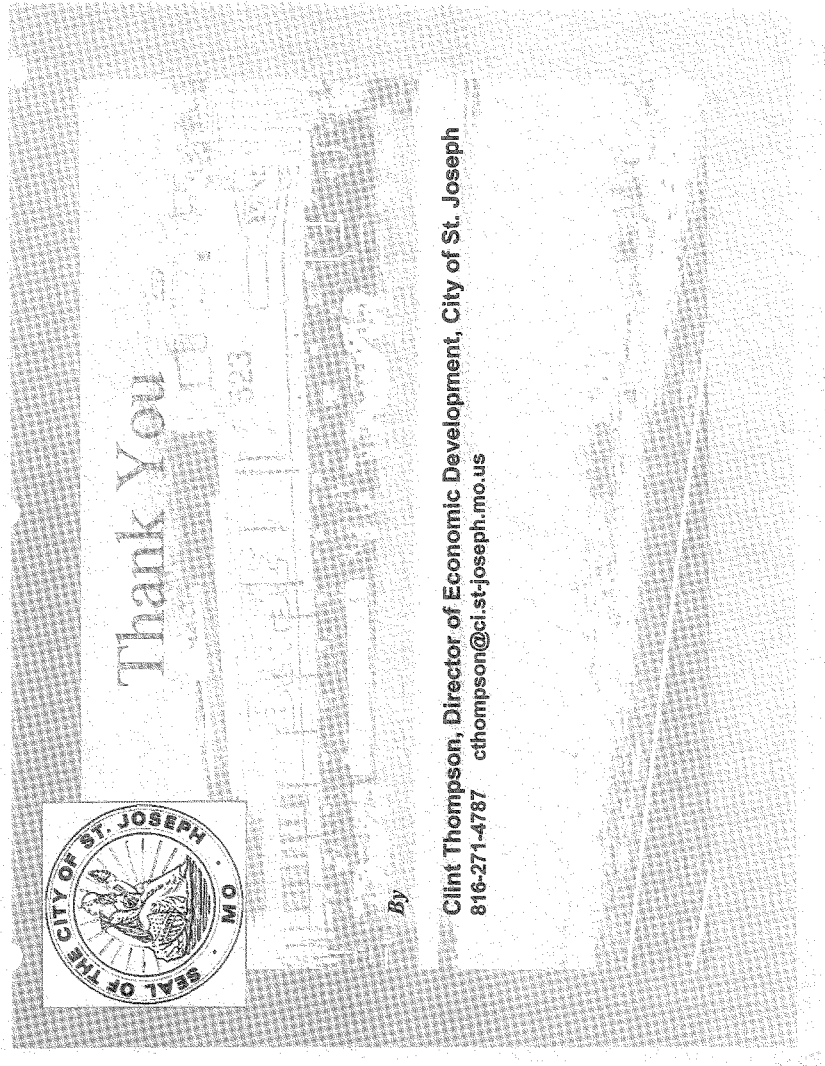 SEAL OF THE CITY OF ST. JOSEPH · MO ·
Thank You
By
Clint Thompson, Director of Economic Development, City of St. Joseph
816-271-4787 cthompson@ci.st-joseph.mo.us